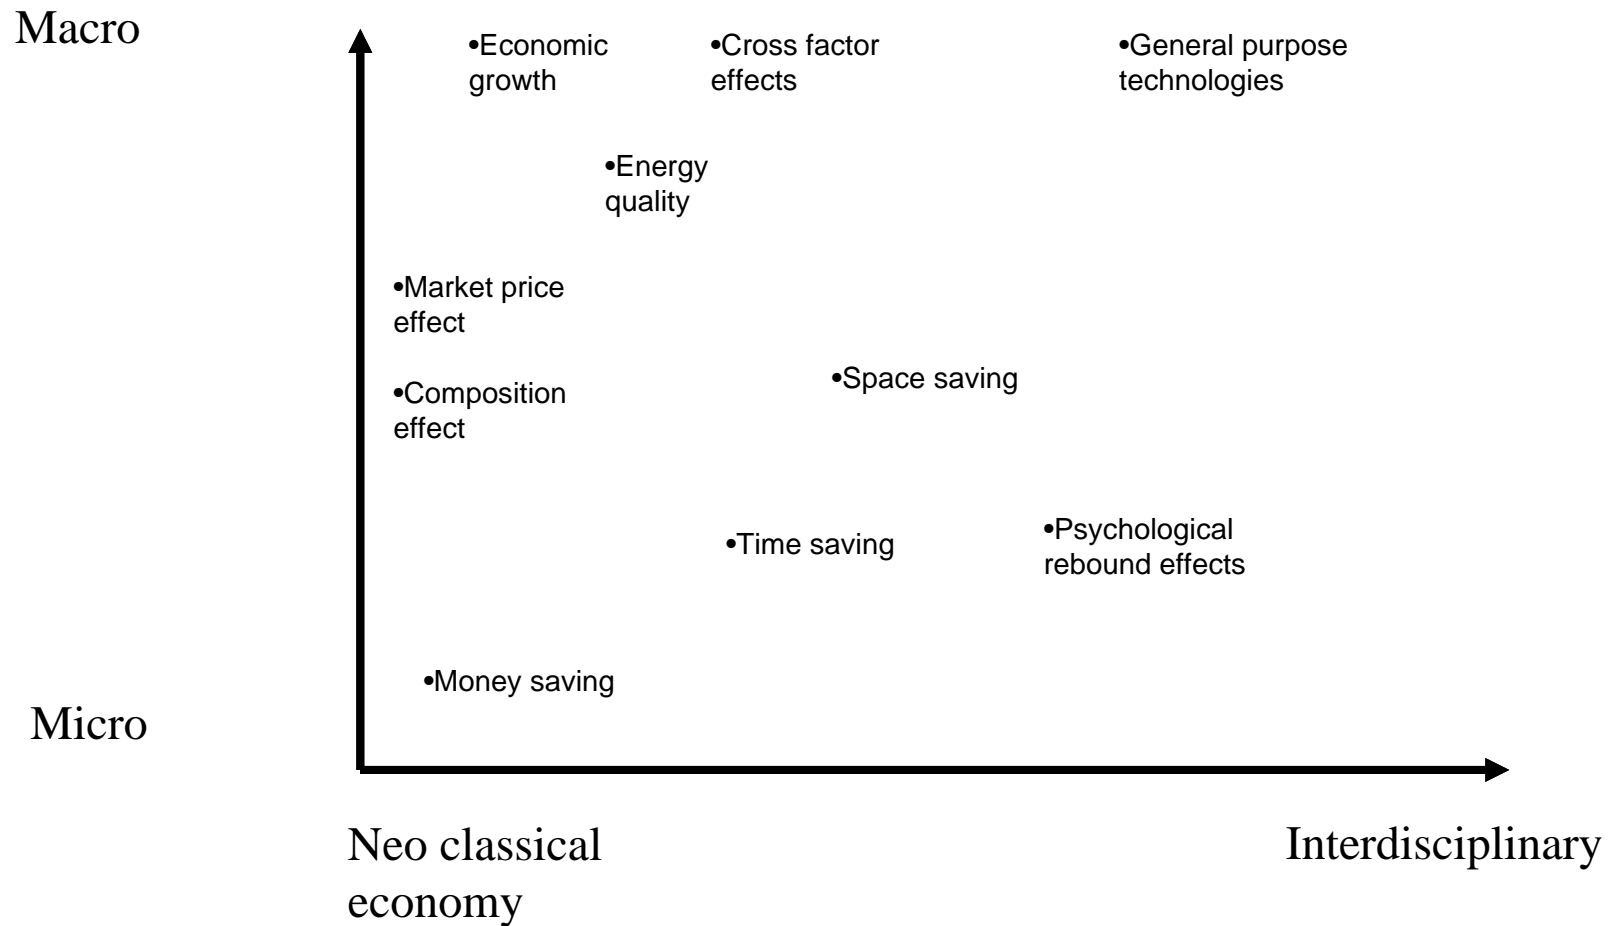 Macro
•Economic
growth
•Cross factor
effects
•General purpose
technologies
•Energy
quality
•Market price
effect
•Space saving
•Composition
effect
•Psychological
rebound effects
•Time saving
•Money saving
Micro
Neo classical
economy
Interdisciplinary